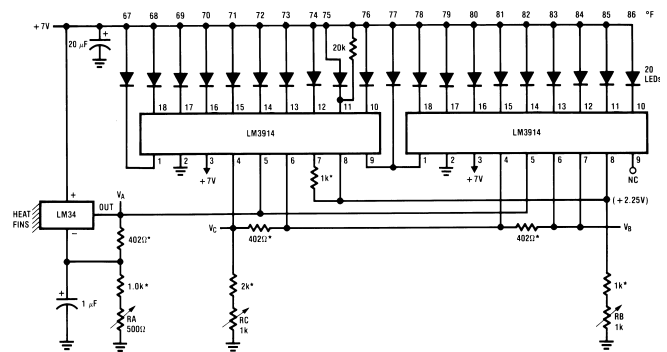 67 68 69 70 71 72 73 74 75 76 77 78 79 80 81 82 83 84 85 86 °F
+7V
20 µF
+
20k
20
LEDs
18 17 16 15 14 13 12 11 10
18 17 16 15 14 13 12 11 10
LM3914
LM3914
1 2 3 4 5 6 7 8 9
1 2 3 4 5 6 7 8 9
+7V
1k*
+7V
NC
(+2.25V)
HEAT
FINS
+
LM34
−
OUT
VA
402Ω*
VC
402Ω*
402Ω*
VB
+
1 µF
1.0k*
RA
500Ω
2k*
RC
1k
1k*
RB
1k